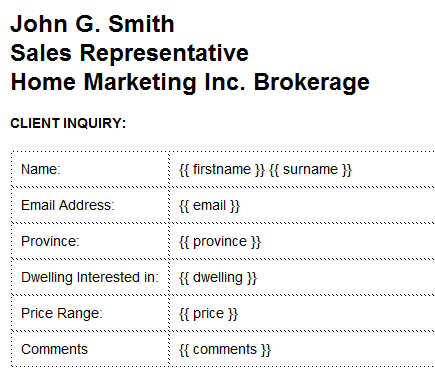 John G. Smith
Sales Representative
Home Marketing Inc. Brokerage
CLIENT INQUIRY:
Name: {{ firstname }} {{ surname }}
Email Address: {{ email }}
Province: {{ province }}
Dwelling Interested in: {{ dwelling }}
Price Range: {{ price }}
Comments {{ comments }}